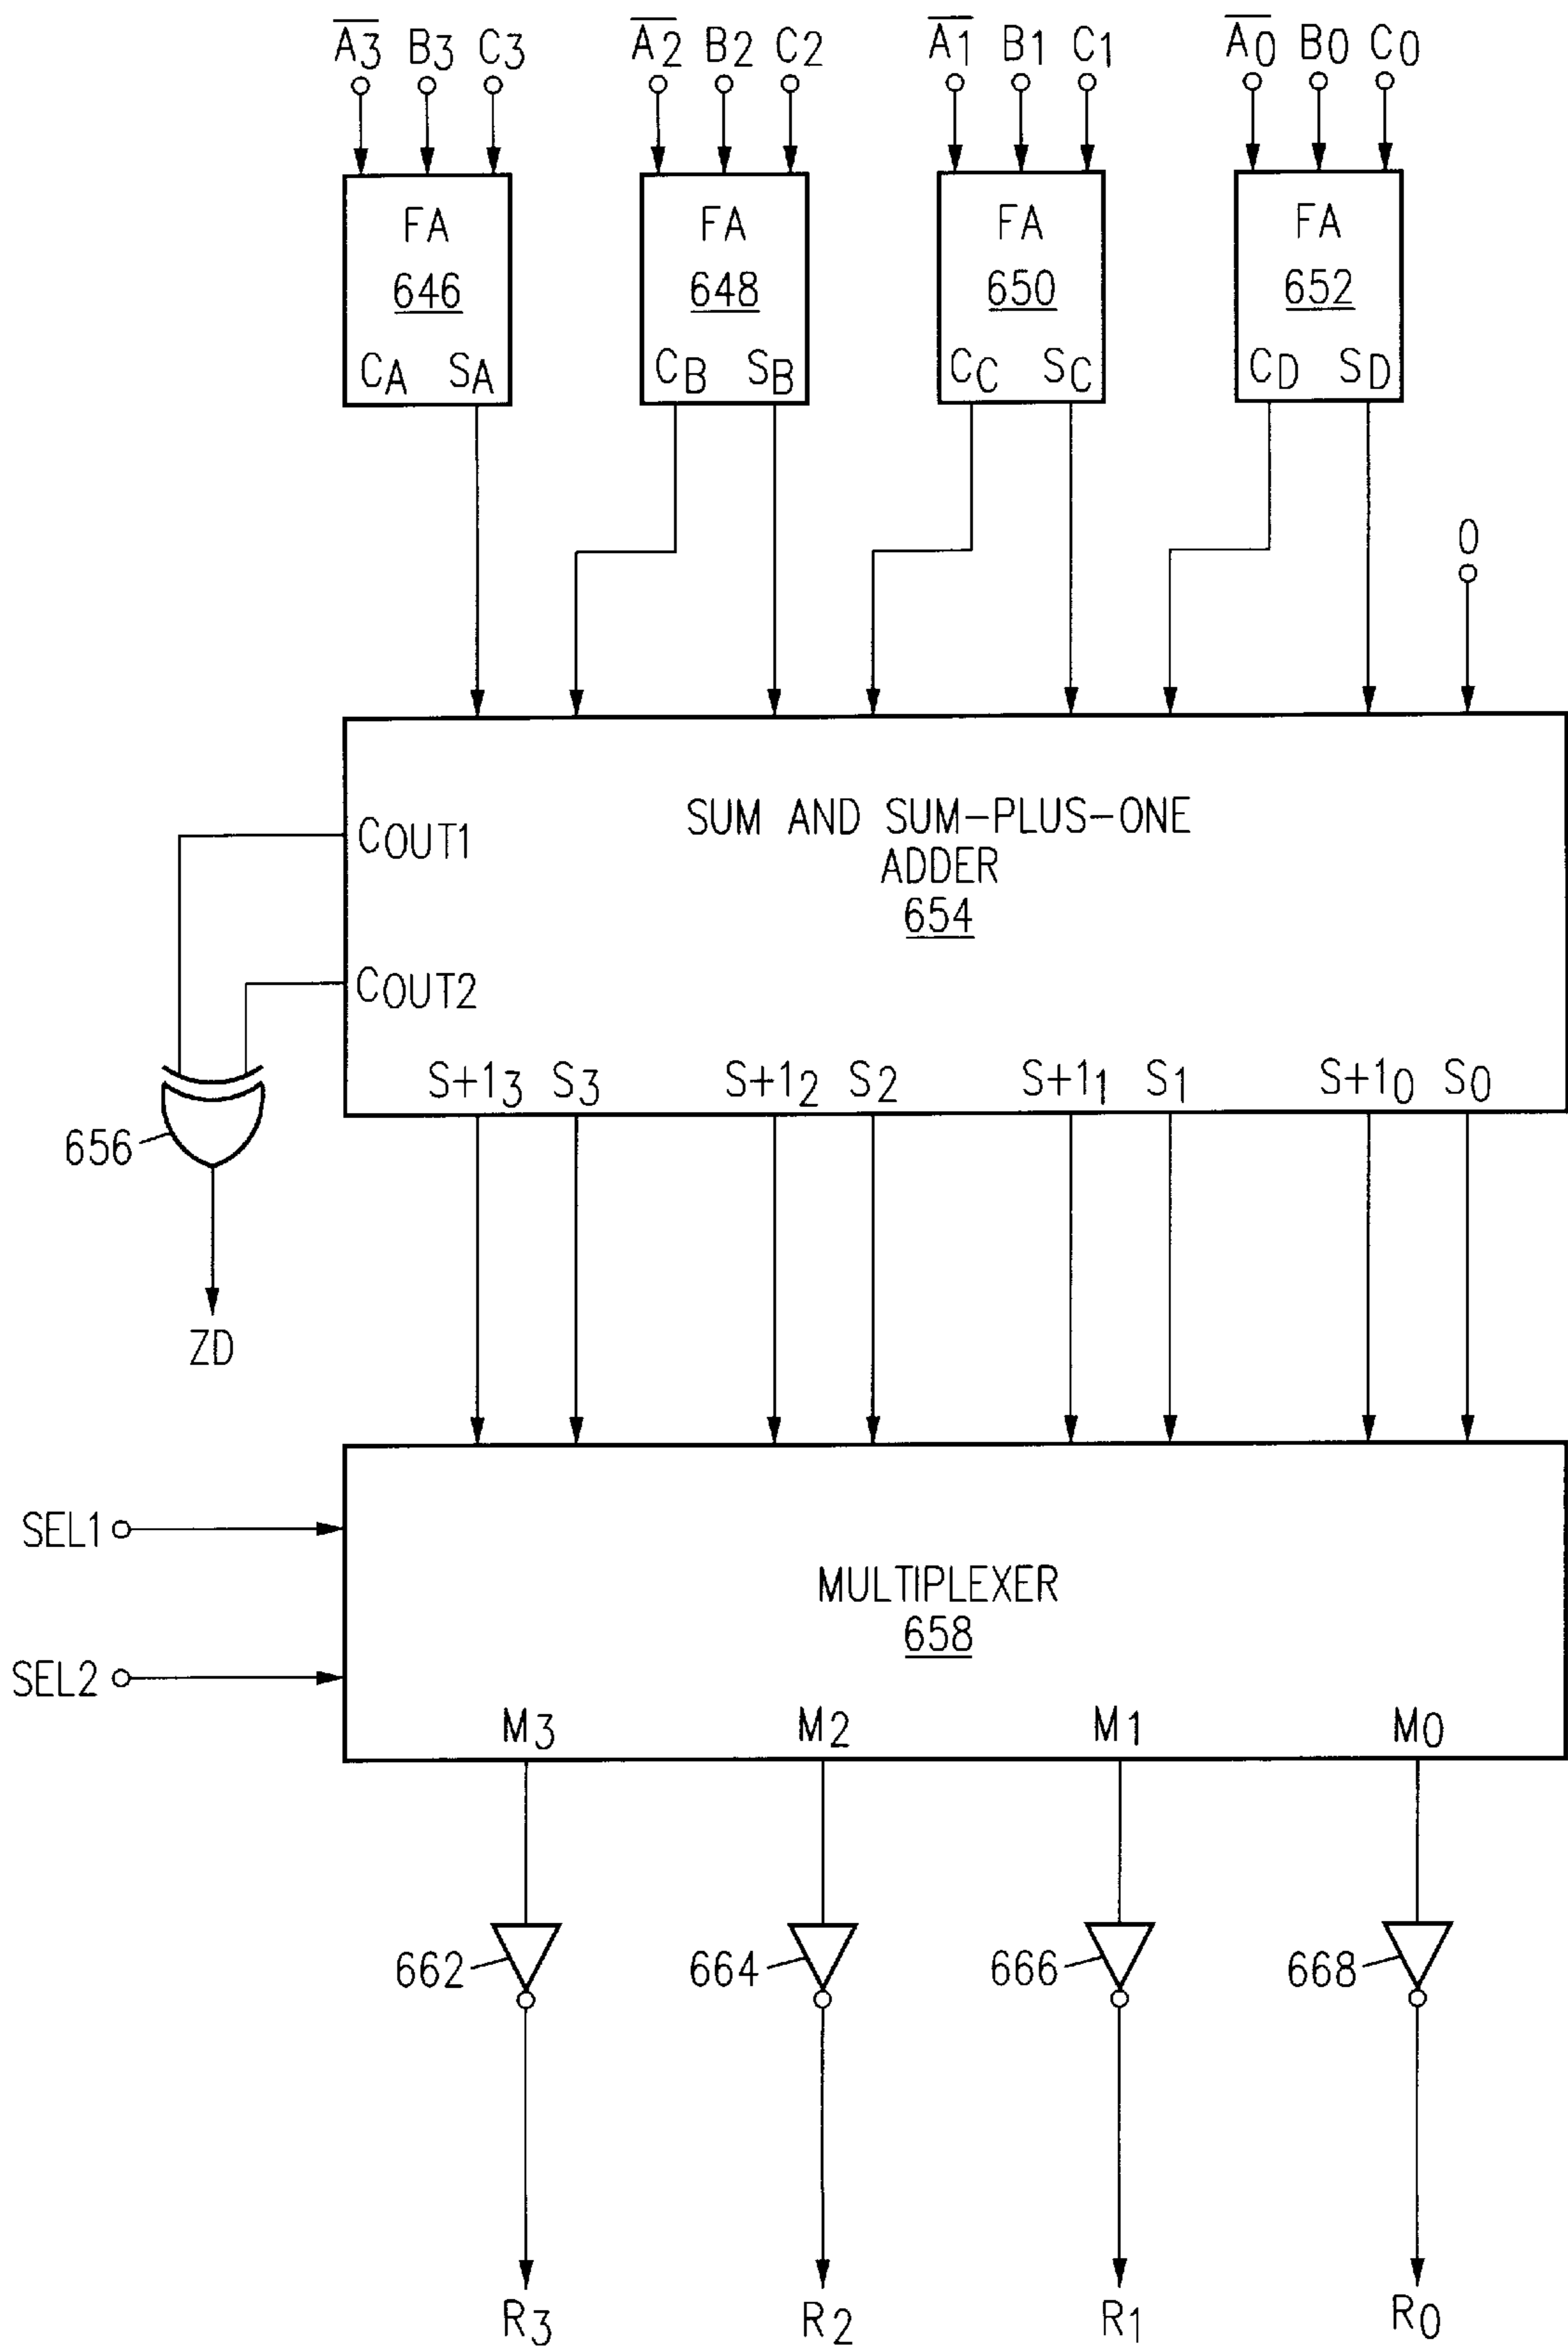 A̅3̅ B3 C3 A̅2̅ B2 C2 A̅1̅ B1 C1 A̅0̅ B0 C0
FA FA FA FA
646 648 650 652
CA SA CB SB CC SC CD SD
0
SUM AND SUM-PLUS-ONE
ADDER
654
COUT1
COUT2
S+13 S3 S+12 S2 S+11 S1 S+10 S0
656
ZD
SEL1
MULTIPLEXER
658
SEL2
M3 M2 M1 M0
662 664 666 668
R3 R2 R1 R0